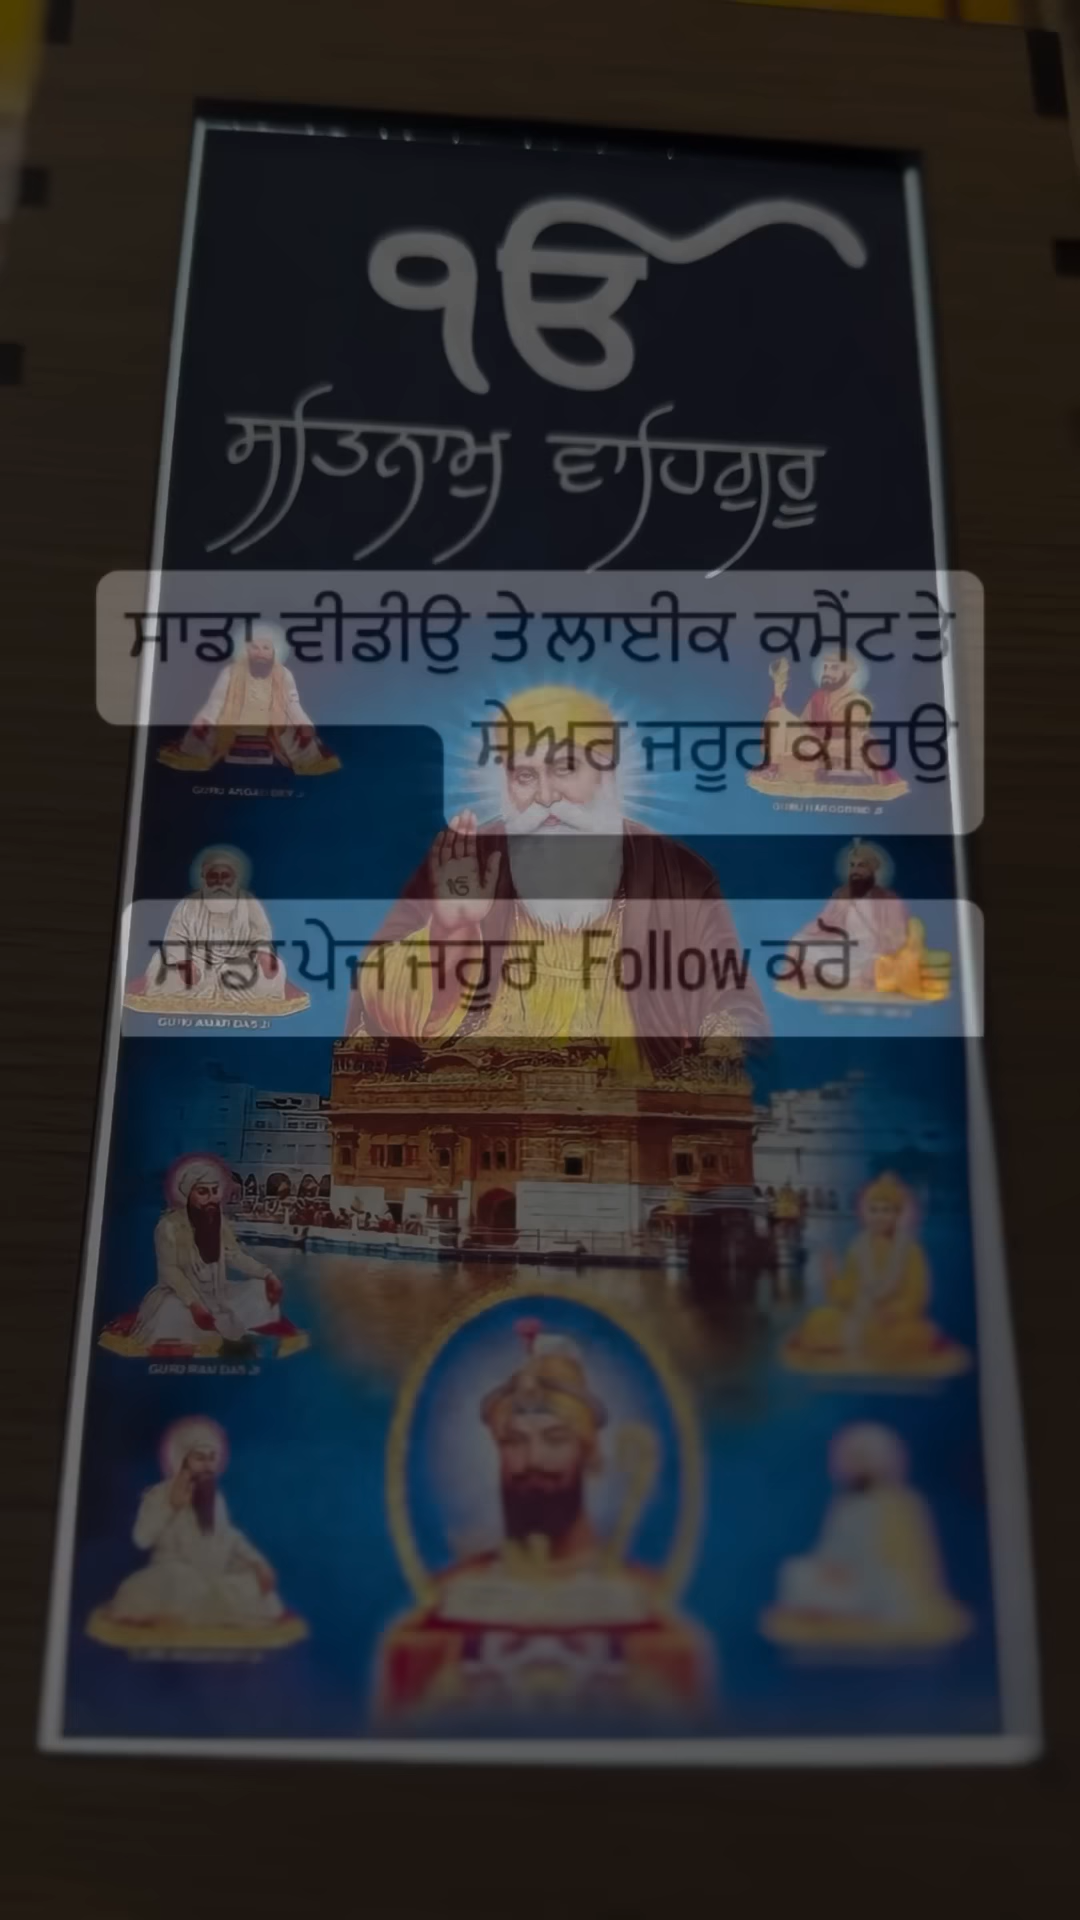 ੴ
ਸਤਿਨਾਮੁ ਵਾਹਿਗੁਰੂ
ਸਾਡਾ ਵੀਡੀਉ ਤੇ ਲਾਈਕ ਕਮੈਂਟ ਤੇ
ਸ਼ੇਅਰ ਜਰੂਰ ਕਰਿਉ
GURU ANGAD DEV JI
GURU HARGOBIND JI
ੴ
ਸਾਡਾ ਪੇਜ ਜਰੂਰ Follow ਕਰੋ
GURU AMAR DAS JI
GURU RAM DAS JI